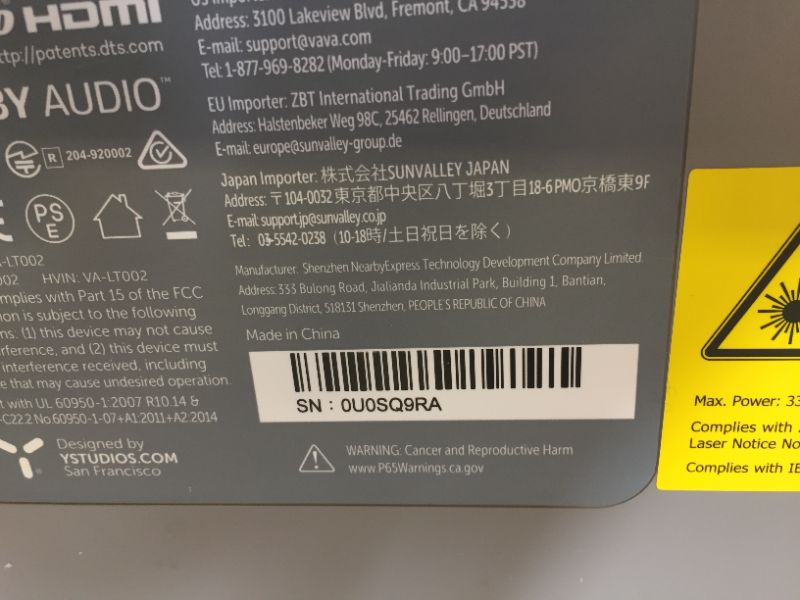 HDMI
Address: 3100 Lakeview Blvd, Fremont, CA 94538
E-mail: support@vava.com
http://patents.dts.com
Tel: 1-877-969-8282 (Monday-Friday: 9:00–17:00 PST)
BY AUDIO™
EU Importer: ZBT International Trading GmbH
Address: Halstenbeker Weg 98C, 25462 Rellingen, Deutschland
E-mail: europe@sunvalley-group.de
R 204-920002
Japan Importer: 株式会社SUNVALLEY JAPAN
Address: 〒104-0032 東京都中央区八丁堀3丁目18-6 PMO京橋東9F
E-mail: support.jp@sunvalley.co.jp
Tel: 03-5542-0238 (10-18時/土日祝日を除く)
PS
E
A-LT002
002 HVIN: VA-LT002
Manufacturer: Shenzhen NearbyExpress Technology Development Company Limited
Address: 333 Bulong Road, Jialianda Industrial Park, Building 1, Bantian,
Longgang District, 518131 Shenzhen, PEOPLE'S REPUBLIC OF CHINA
Made in China
mplies with Part 15 of the FCC
ion is subject to the following
ns. (1) this device may not cause
rference, and (2) this device must
interference received, including
e that may cause undesired operation.
t with UL 60950-1:2007 R10.14 &
-C22.2 No.60950-1-07+A1:2011+A2:2014
SN : 0U0SQ9RA
Designed by
YSTUDIOS.COM
San Francisco
WARNING: Cancer and Reproductive Harm
www.P65Warnings.ca.gov
Max. Power: 33
Complies with
Laser Notice No
Complies with IE